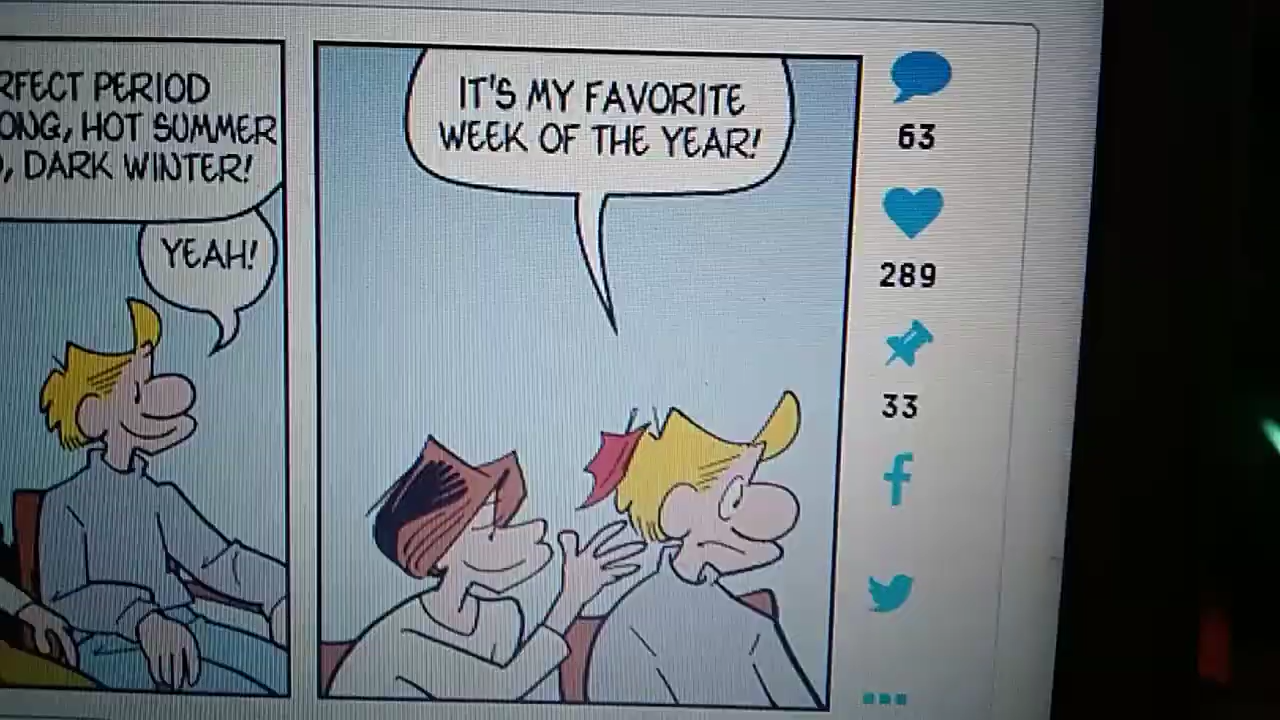 RFECT PERIOD
ONG, HOT SUMMER
, DARK WINTER!
YEAH!
IT'S MY FAVORITE
WEEK OF THE YEAR!
63
289
33